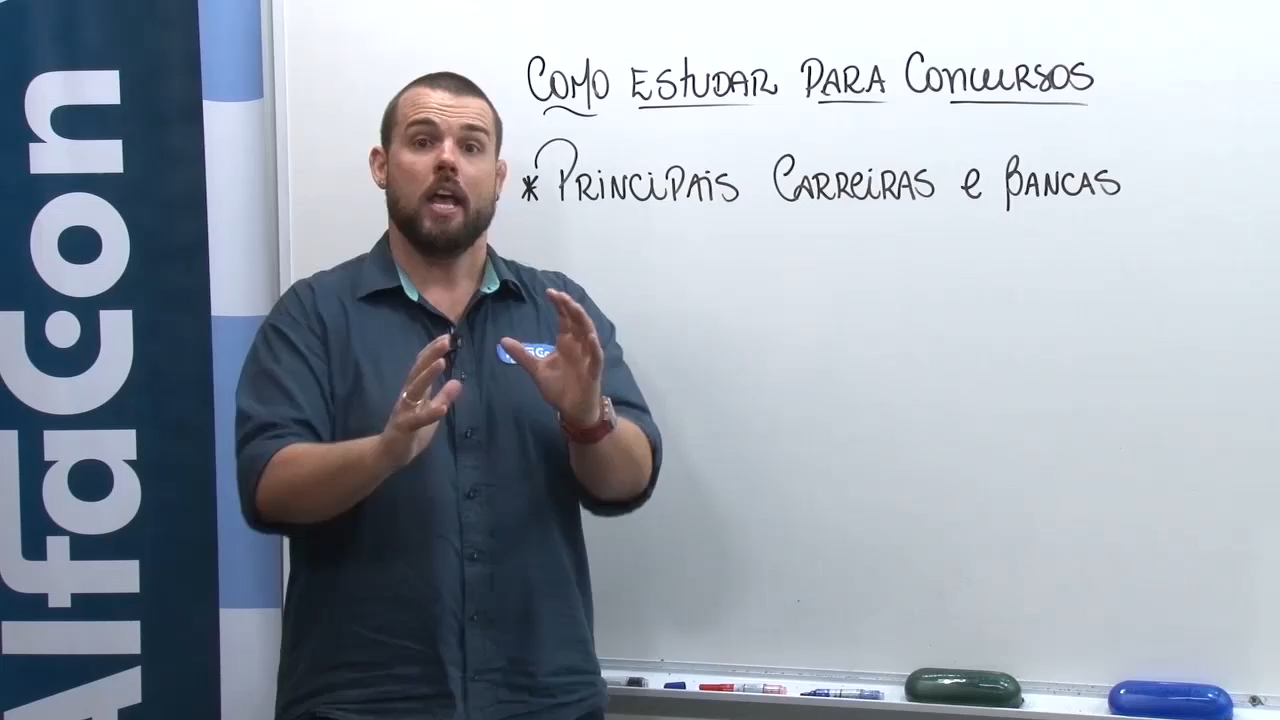 AlfaCon
COMO ESTUDAR PARA CONCURSOS
* PRINCIPAIS CARREIRAS e BANCAS